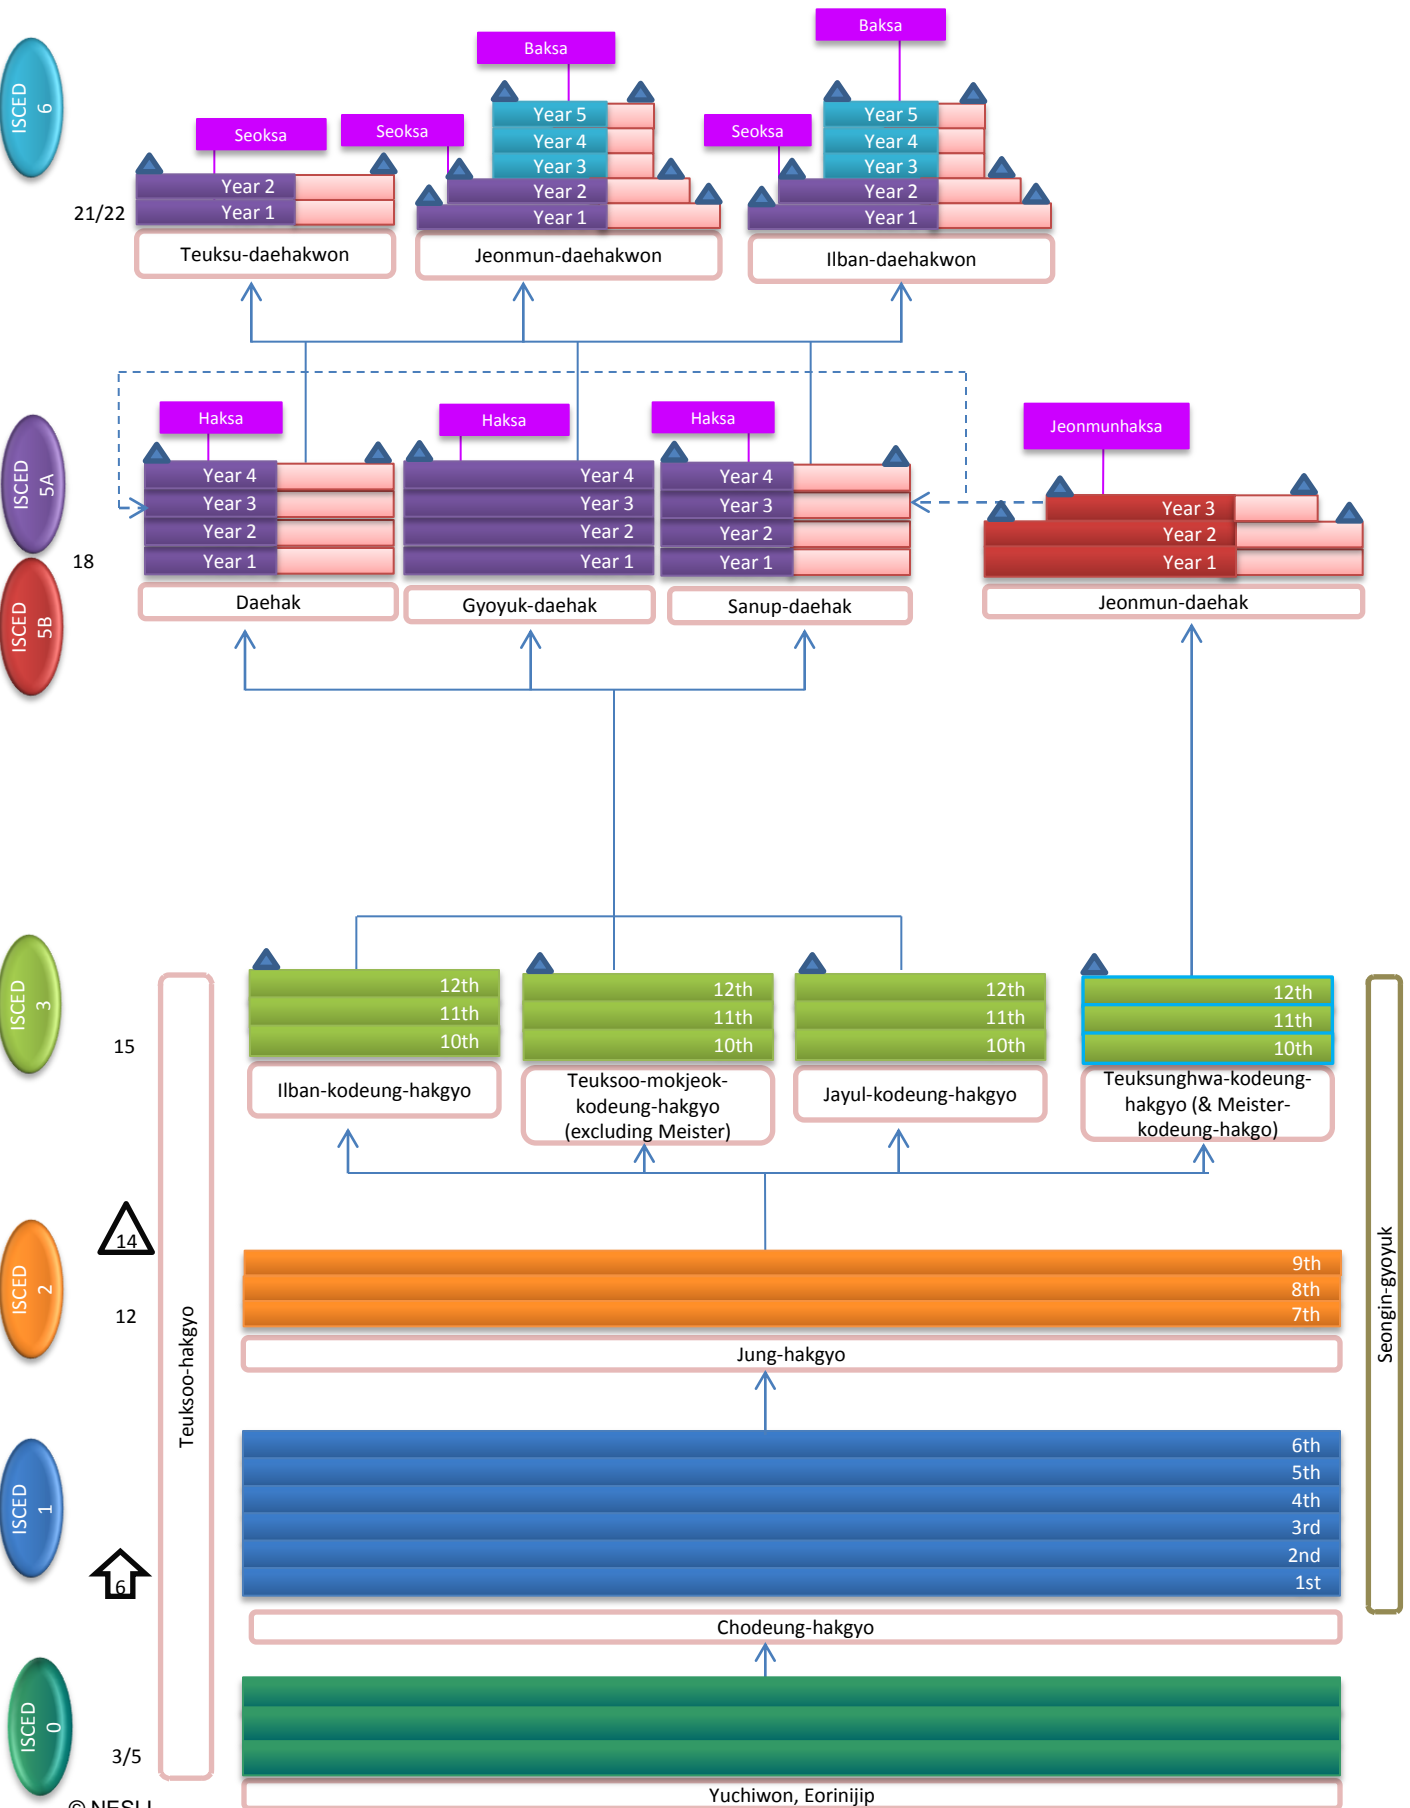 Baksa
Baksa
ISCED
6
Seoksa
Seoksa
Seoksa
Year 5
Year 5
Year 4
Year 4
Year 3
Year 3
Year 2
Year 2
Year 2
Year 1
Year 1
Year 1
21/22
Teuksu-daehakwon
Jeonmun-daehakwon
Ilban-daehakwon
Haksa
Haksa
Haksa
Jeonmunhaksa
ISCED
5A
Year 4
Year 4
Year 4
Year 3
Year 3
Year 3
Year 3
Year 2
Year 2
Year 2
Year 2
Year 1
Year 1
Year 1
Year 1
18
ISCED
5B
Daehak
Gyoyuk-daehak
Sanup-daehak
Jeonmun-daehak
ISCED
3
12th
12th
12th
12th
11th
11th
11th
11th
10th
10th
10th
10th
15
Ilban-kodeung-hakgyo
Teuksoo-mokjeok-
kodeung-hakgyo
(excluding Meister)
Jayul-kodeung-hakgyo
Teuksunghwa-kodeung-
hakgyo (& Meister-
kodeung-hakgo)
14
ISCED
2
9th
8th
7th
12
Jung-hakgyo
Teuksoo-hakgyo
Seongin-gyoyuk
ISCED
1
6th
5th
4th
3rd
2nd
1st
6
Chodeung-hakgyo
ISCED
0
3/5
Yuchiwon, Eorinijip
© NESLI